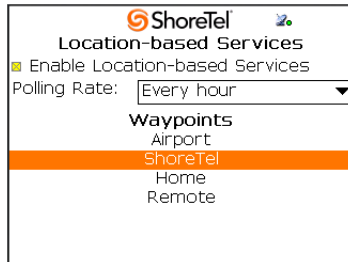 ShoreTel
Location-based Services
Enable Location-based Services
Polling Rate: Every hour
Waypoints
Airport
ShoreTel
Home
Remote